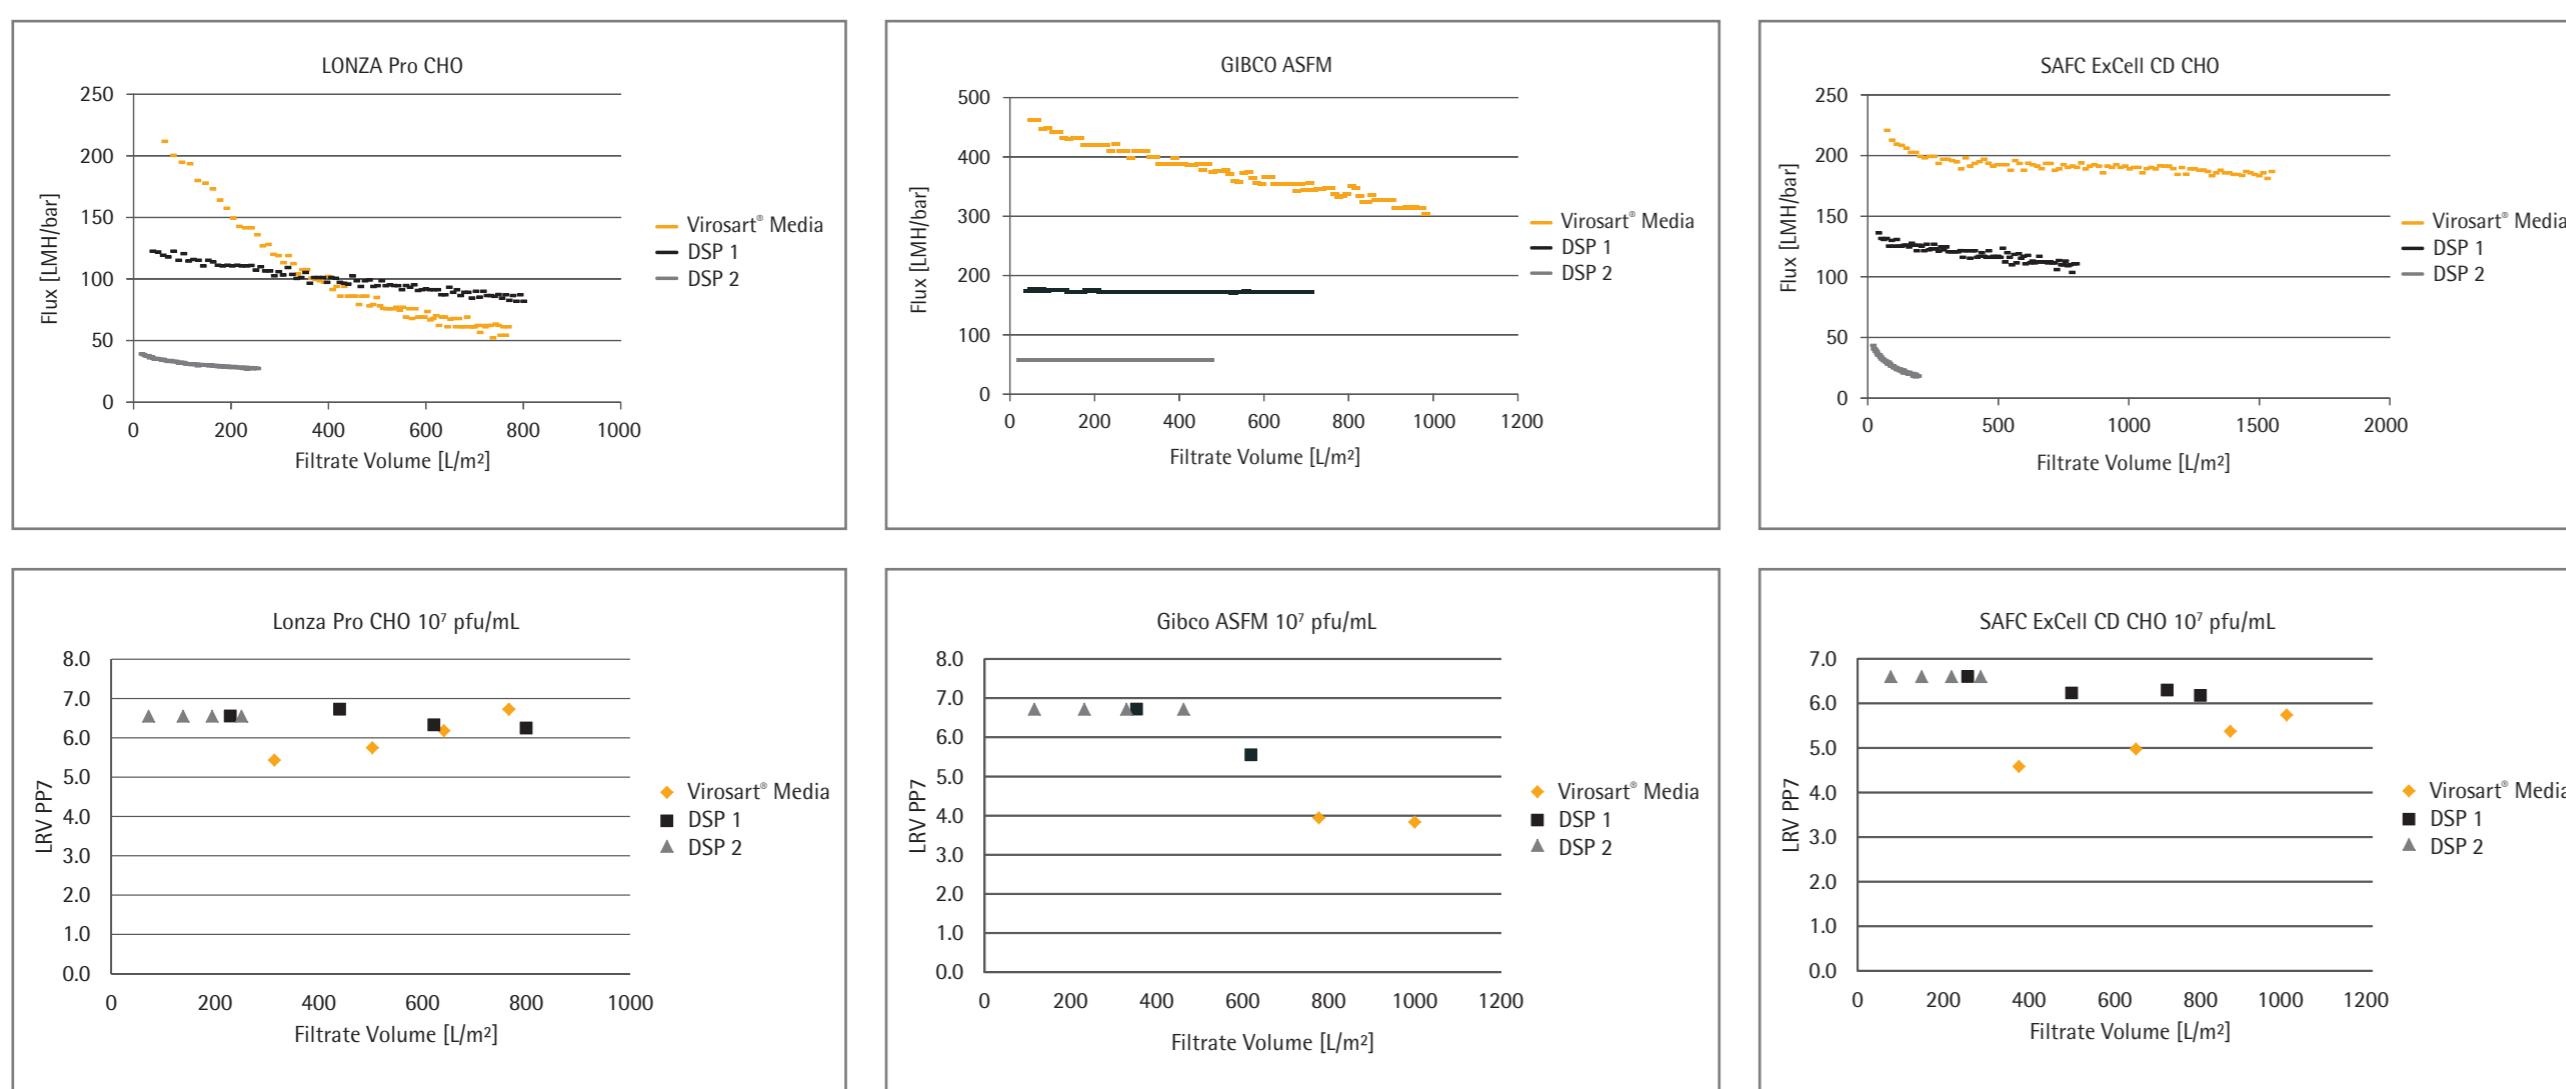 LONZA Pro CHO
250
200
150
100
50
0
Flux [LMH/bar]
0 200 400 600 800 1000
Filtrate Volume [L/m²]
Virosart® Media
DSP 1
DSP 2
GIBCO ASFM
500
400
300
200
100
0
Flux [LMH/bar]
0 200 400 600 800 1000 1200
Filtrate Volume [L/m²]
Virosart® Media
DSP 1
DSP 2
SAFC ExCell CD CHO
250
200
150
100
50
0
Flux [LMH/bar]
0 500 1000 1500 2000
Filtrate Volume [L/m²]
Virosart® Media
DSP 1
DSP 2
Lonza Pro CHO 10⁷ pfu/mL
8.0
7.0
6.0
5.0
4.0
3.0
2.0
1.0
0.0
LRV PP7
0 200 400 600 800 1000
Filtrate Volume [L/m²]
Virosart® Media
DSP 1
DSP 2
Gibco ASFM 10⁷ pfu/mL
8.0
7.0
6.0
5.0
4.0
3.0
2.0
1.0
0.0
LRV PP7
0 200 400 600 800 1000 1200
Filtrate Volume [L/m²]
Virosart® Media
DSP 1
DSP 2
SAFC ExCell CD CHO 10⁷ pfu/mL
7.0
6.0
5.0
4.0
3.0
2.0
1.0
0.0
LRV PP7
0 200 400 600 800 1000 1200
Filtrate Volume [L/m²]
Virosart® Media
DSP 1
DSP 2